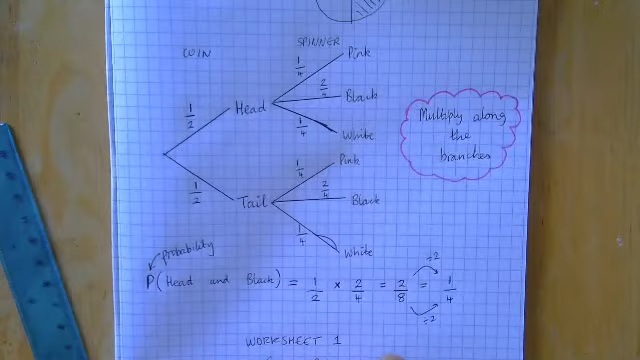 COIN SPINNER
1/4 Pink
1/2 Head 2/4 Black
1/4 White
1/4 Pink
1/2 Tail 2/4 Black
1/4 White
Multiply along
the
branches
probability
P(Head and Black) = 1/2 × 2/4 = 2/8 = 1/4
÷2
÷2
WORKSHEET 1